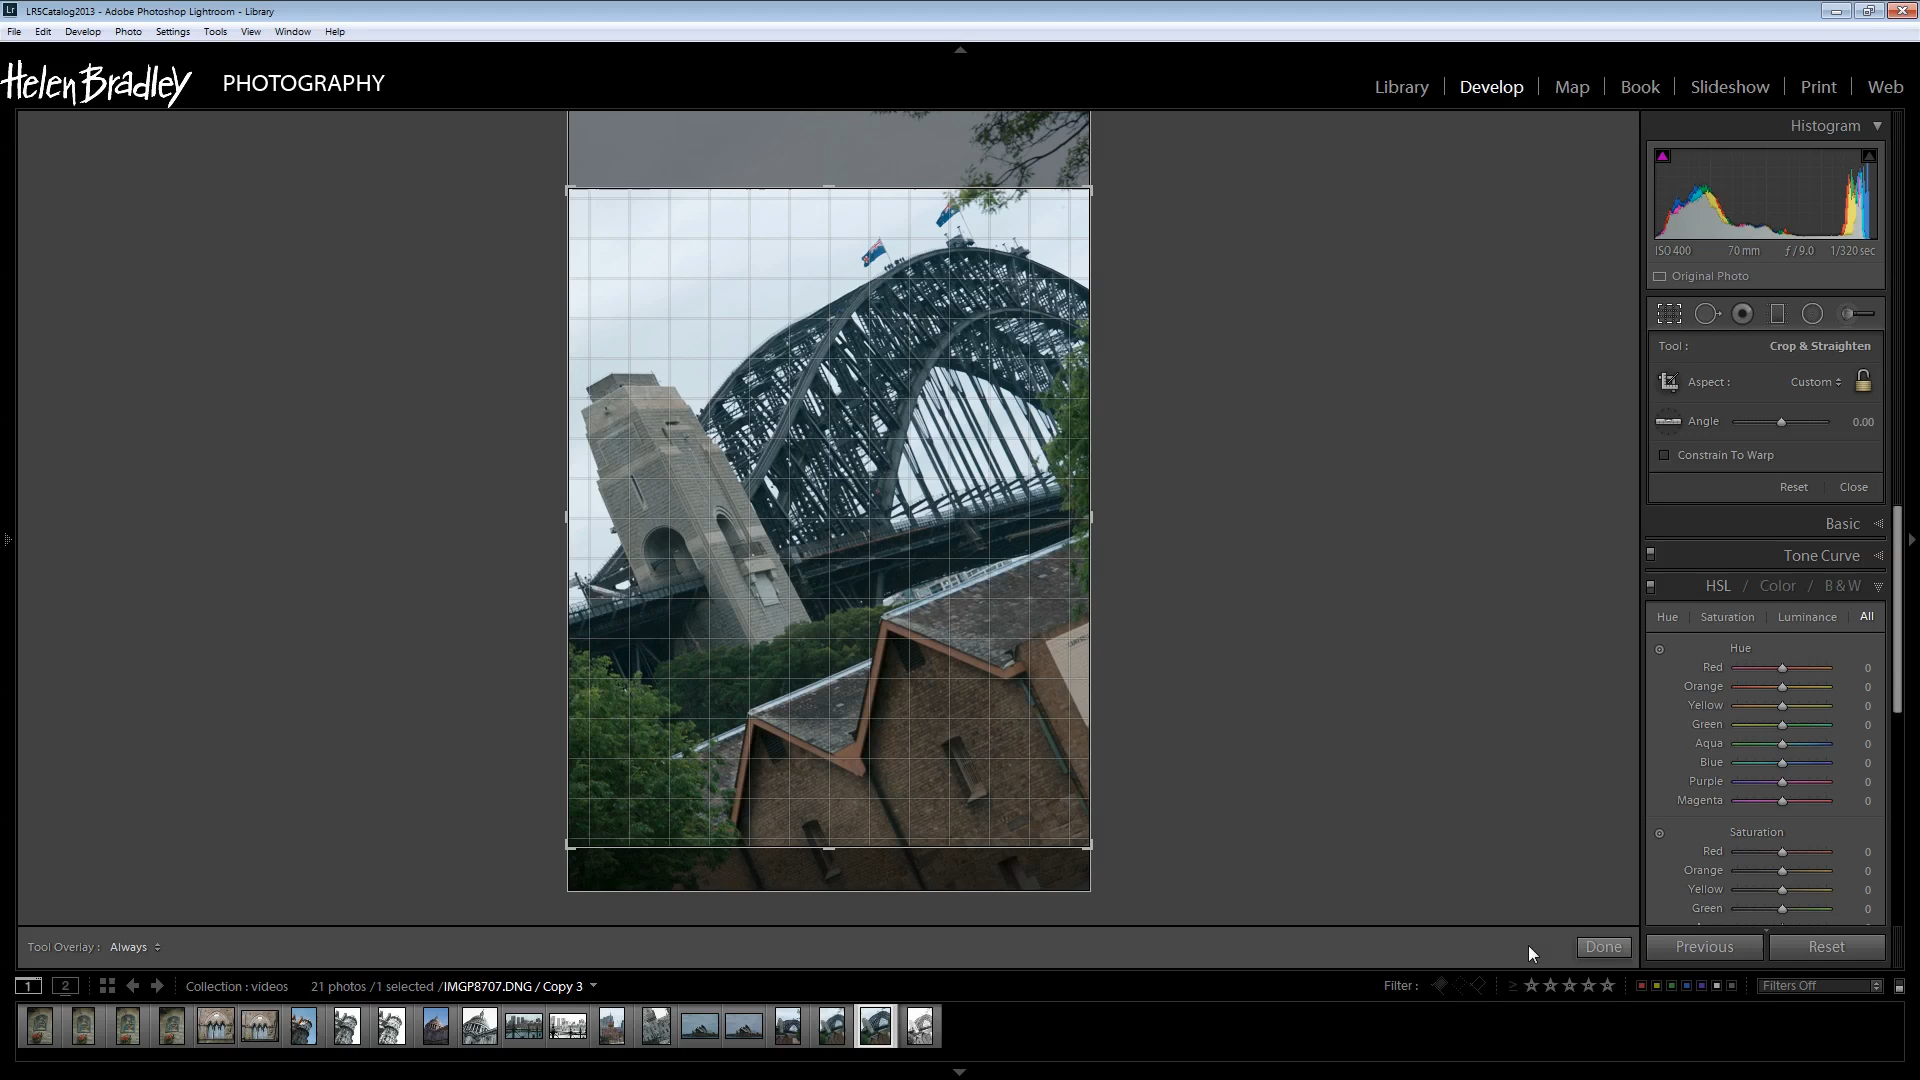 LR5Catalog2013 - Adobe Photoshop Lightroom - Library
File Edit Develop Photo Settings Tools View Window Help
Helen Bradley PHOTOGRAPHY
Library Develop Map Book Slideshow Print Web
Histogram
ISO 400 70 mm ƒ / 9.0 1/320 sec
Original Photo
Tool : Crop & Straighten
Aspect : Custom
Angle 0.00
Constrain To Warp
Reset Close
Basic
Tone Curve
HSL / Color / B & W
Hue Saturation Luminance All
Hue
Red 0
Orange 0
Yellow 0
Green 0
Aqua 0
Blue 0
Purple 0
Magenta 0
Saturation
Red 0
Orange 0
Yellow 0
Green 0
Tool Overlay : Always
Done
Previous Reset
1 2 Collection : videos 21 photos / 1 selected / IMGP8707.DNG / Copy 3
Filter : ≥ Filters Off